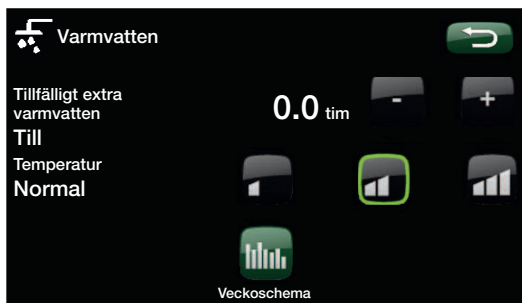 Varmvatten
Tillfälligt extra
varmvatten
Till
0.0 tim
- +
Temperatur
Normal
Veckoschema